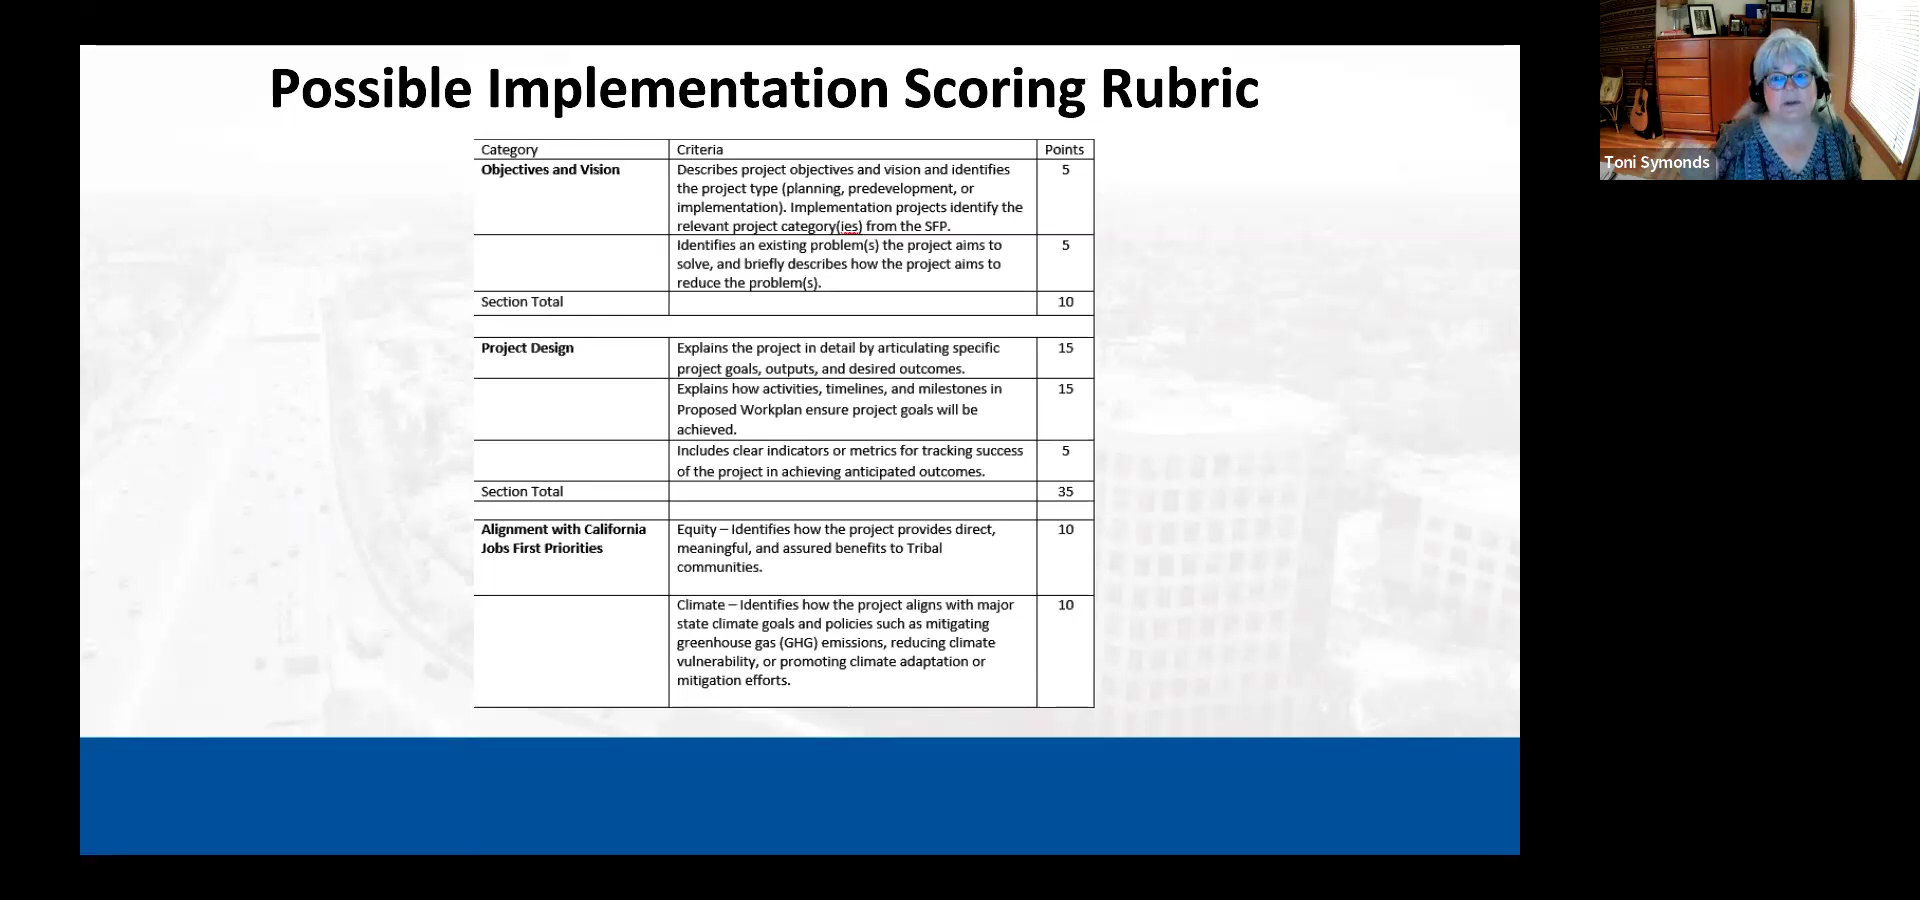 Possible Implementation Scoring Rubric
Category Criteria Points
Objectives and Vision Describes project objectives and vision and identifies 5
the project type (planning, predevelopment, or
implementation). Implementation projects identify the
relevant project category(ies) from the SFP.
Identifies an existing problem(s) the project aims to 5
solve, and briefly describes how the project aims to
reduce the problem(s).
Section Total 10
Project Design Explains the project in detail by articulating specific 15
project goals, outputs, and desired outcomes.
Explains how activities, timelines, and milestones in 15
Proposed Workplan ensure project goals will be
achieved.
Includes clear indicators or metrics for tracking success 5
of the project in achieving anticipated outcomes.
Section Total 35
Alignment with California Equity – Identifies how the project provides direct, 10
Jobs First Priorities meaningful, and assured benefits to Tribal
communities.
Climate – Identifies how the project aligns with major 10
state climate goals and policies such as mitigating
greenhouse gas (GHG) emissions, reducing climate
vulnerability, or promoting climate adaptation or
mitigation efforts.
Toni Symonds